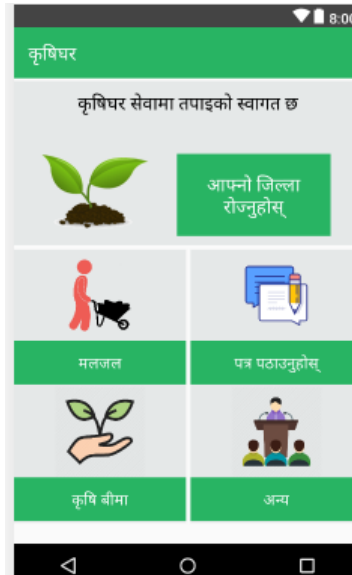 8:00
कृषिघर
कृषिघर सेवामा तपाइको स्वागत छ
आफ्नो जिल्ला
रोज्नुहोस्
मलजल
पत्र पठाउनुहोस्
कृषि बीमा
अन्य